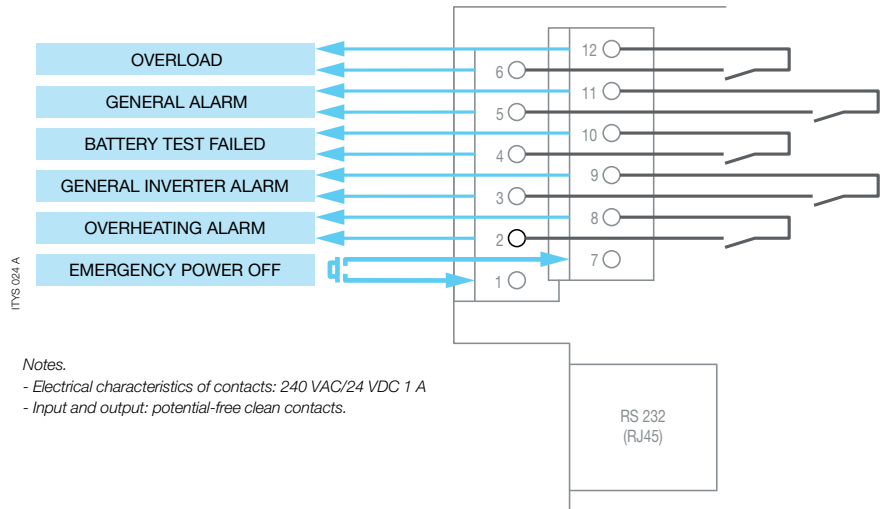 OVERLOAD
GENERAL ALARM
BATTERY TEST FAILED
GENERAL INVERTER ALARM
OVERHEATING ALARM
EMERGENCY POWER OFF
12
6
11
5
10
4
9
3
8
2
7
1
ITYS 024 A
Notes.
- Electrical characteristics of contacts: 240 VAC/24 VDC 1 A
- Input and output: potential-free clean contacts.
RS 232
(RJ45)